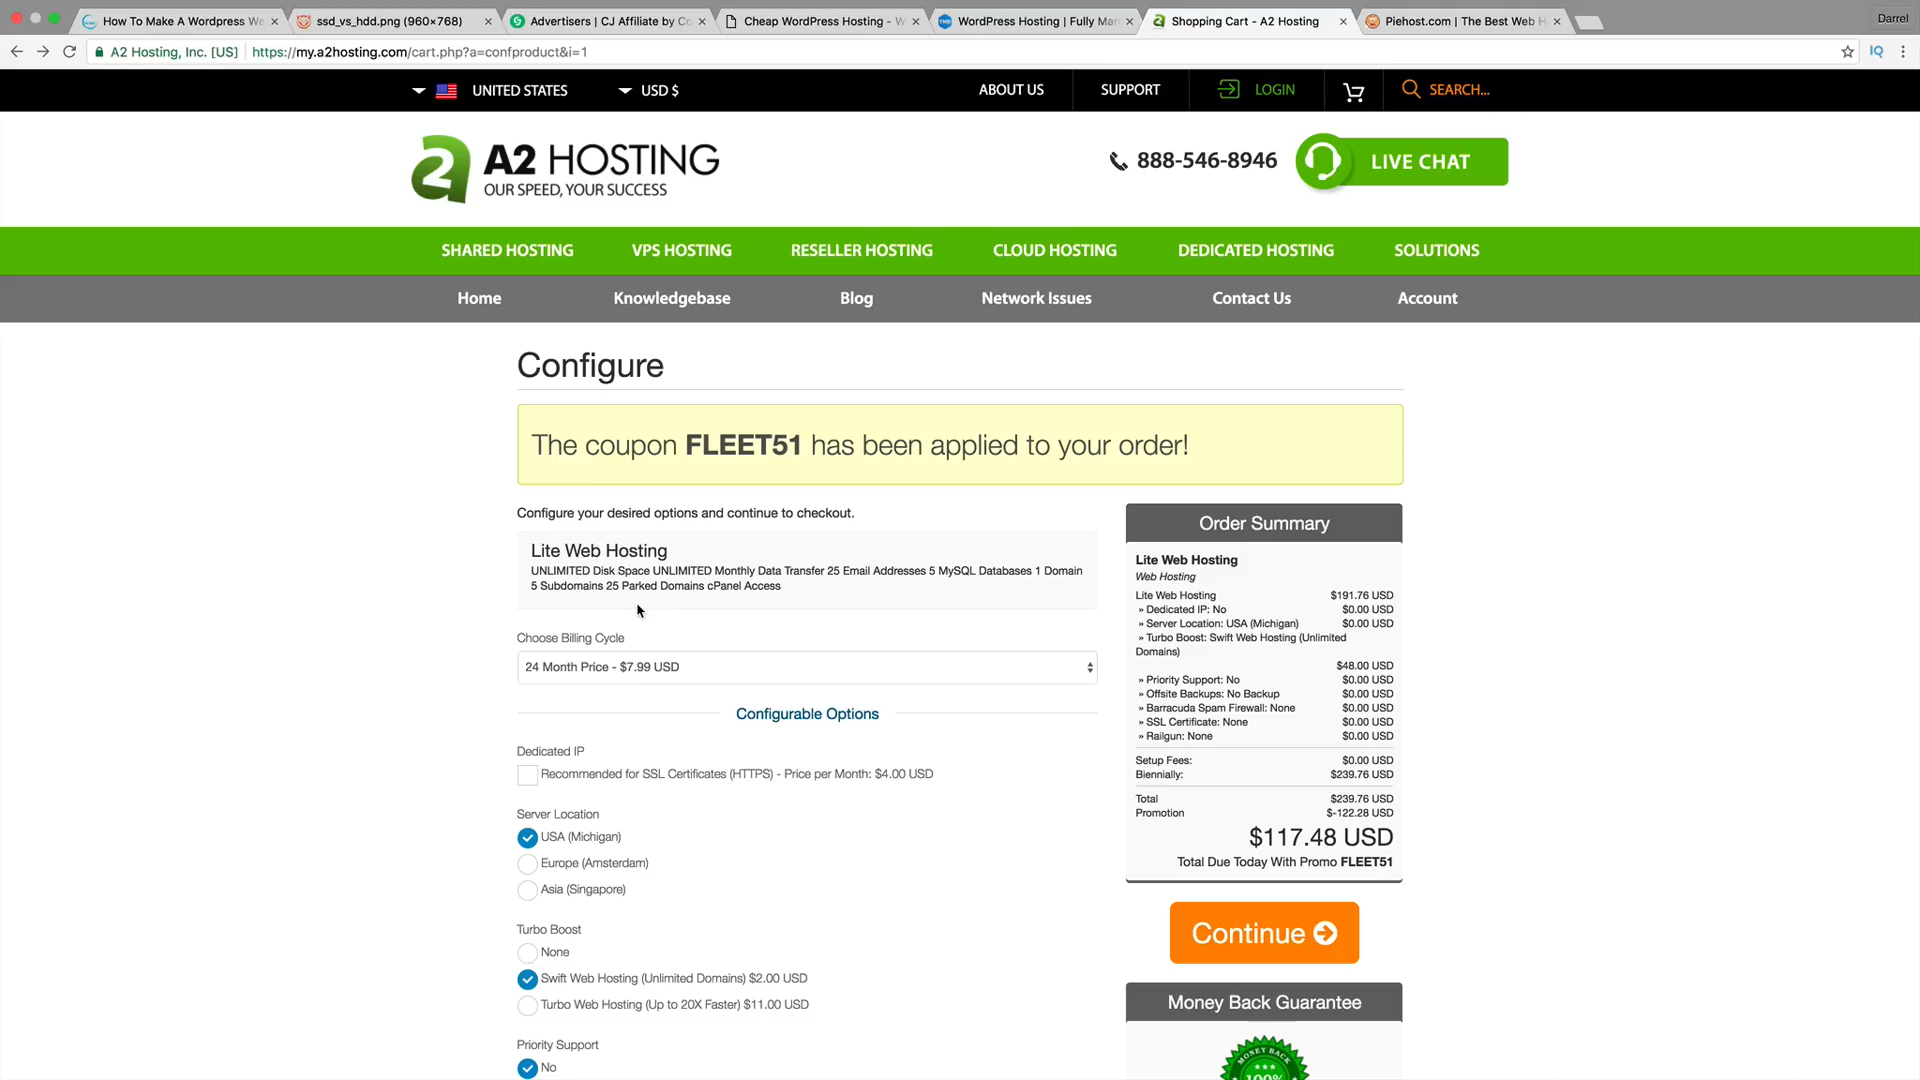 How To Make A Wordpress We
ssd_vs_hdd.png (960×768)
Advertisers | CJ Affiliate by Co
Cheap WordPress Hosting - W
WordPress Hosting | Fully Man
Shopping Cart - A2 Hosting
Piehost.com | The Best Web H
Darrel
A2 Hosting, Inc. [US]
https://my.a2hosting.com/cart.php?a=confproduct&i=1
IQ
UNITED STATES
USD $
ABOUT US
SUPPORT
LOGIN
SEARCH...
A2 HOSTING
OUR SPEED, YOUR SUCCESS
888-546-8946
LIVE CHAT
SHARED HOSTING
VPS HOSTING
RESELLER HOSTING
CLOUD HOSTING
DEDICATED HOSTING
SOLUTIONS
Home
Knowledgebase
Blog
Network Issues
Contact Us
Account
Configure
The coupon FLEET51 has been applied to your order!
Configure your desired options and continue to checkout.
Lite Web Hosting
UNLIMITED Disk Space UNLIMITED Monthly Data Transfer 25 Email Addresses 5 MySQL Databases 1 Domain
5 Subdomains 25 Parked Domains cPanel Access
Choose Billing Cycle
24 Month Price - $7.99 USD
Configurable Options
Dedicated IP
Recommended for SSL Certificates (HTTPS) - Price per Month: $4.00 USD
Server Location
USA (Michigan)
Europe (Amsterdam)
Asia (Singapore)
Turbo Boost
None
Swift Web Hosting (Unlimited Domains) $2.00 USD
Turbo Web Hosting (Up to 20X Faster) $11.00 USD
Priority Support
No
Order Summary
Lite Web Hosting
Web Hosting
Lite Web Hosting $191.76 USD
» Dedicated IP: No $0.00 USD
» Server Location: USA (Michigan) $0.00 USD
» Turbo Boost: Swift Web Hosting (Unlimited
Domains)
$48.00 USD
» Priority Support: No $0.00 USD
» Offsite Backups: No Backup $0.00 USD
» Barracuda Spam Firewall: None $0.00 USD
» SSL Certificate: None $0.00 USD
» Railgun: None $0.00 USD
Setup Fees: $0.00 USD
Biennially: $239.76 USD
Total $239.76 USD
Promotion $-122.28 USD
$117.48 USD
Total Due Today With Promo FLEET51
Continue
Money Back Guarantee
MONEY BACK
100%